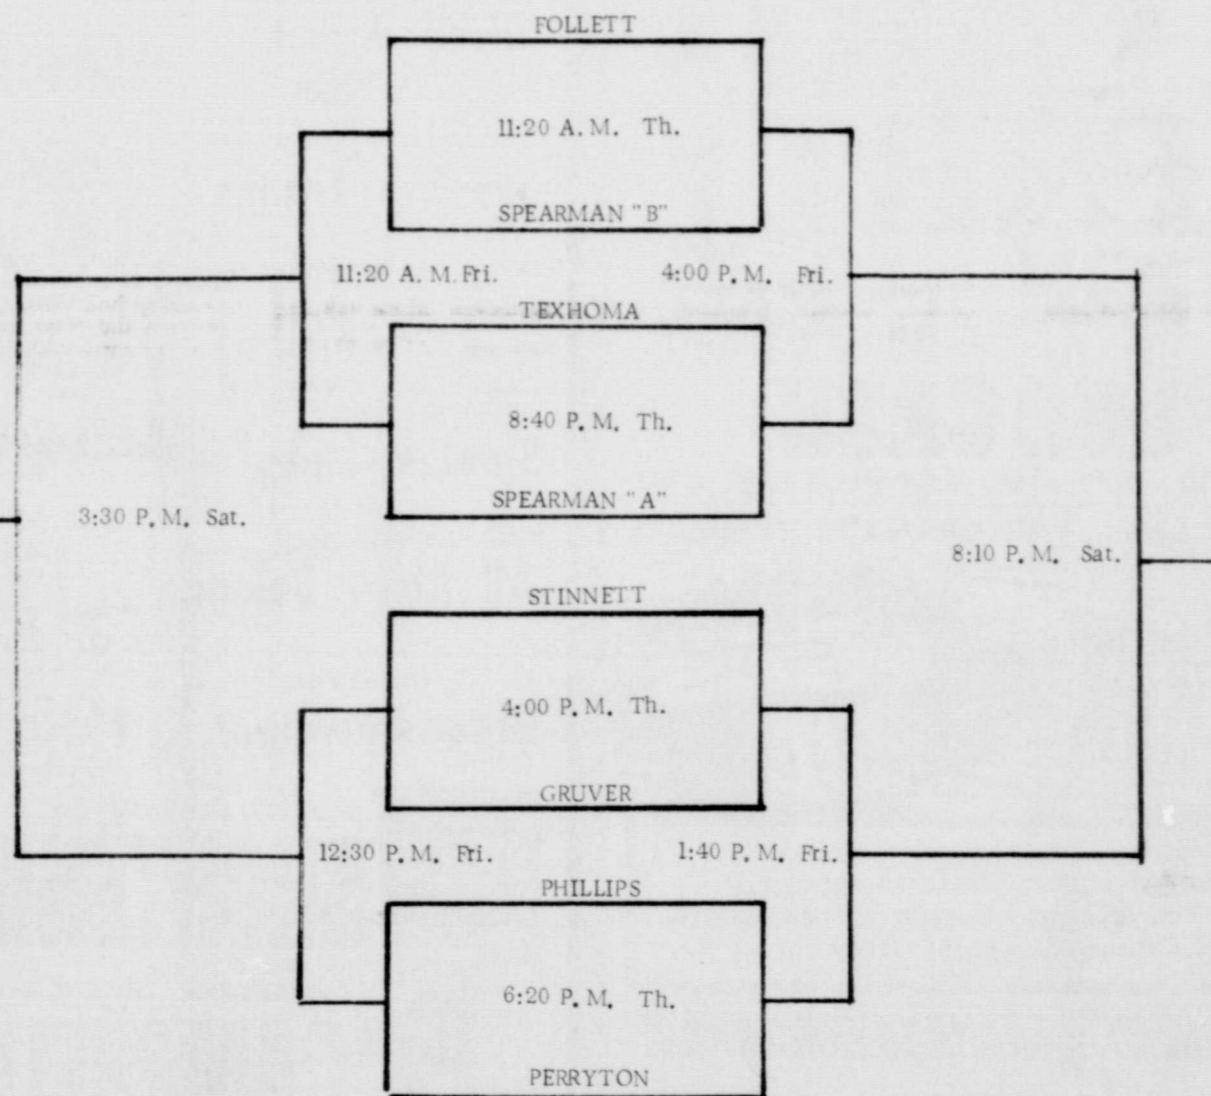 FOLLETT
11:20 A. M. Th.
SPEARMAN "B"
11:20 A. M. Fri.
4:00 P. M. Fri.
TEXHOMA
8:40 P. M. Th.
SPEARMAN "A"
3:30 P. M. Sat.
8:10 P. M. Sat.
STINNETT
4:00 P. M. Th.
GRUVER
12:30 P. M. Fri.
1:40 P. M. Fri.
PHILLIPS
6:20 P. M. Th.
PERRYTON